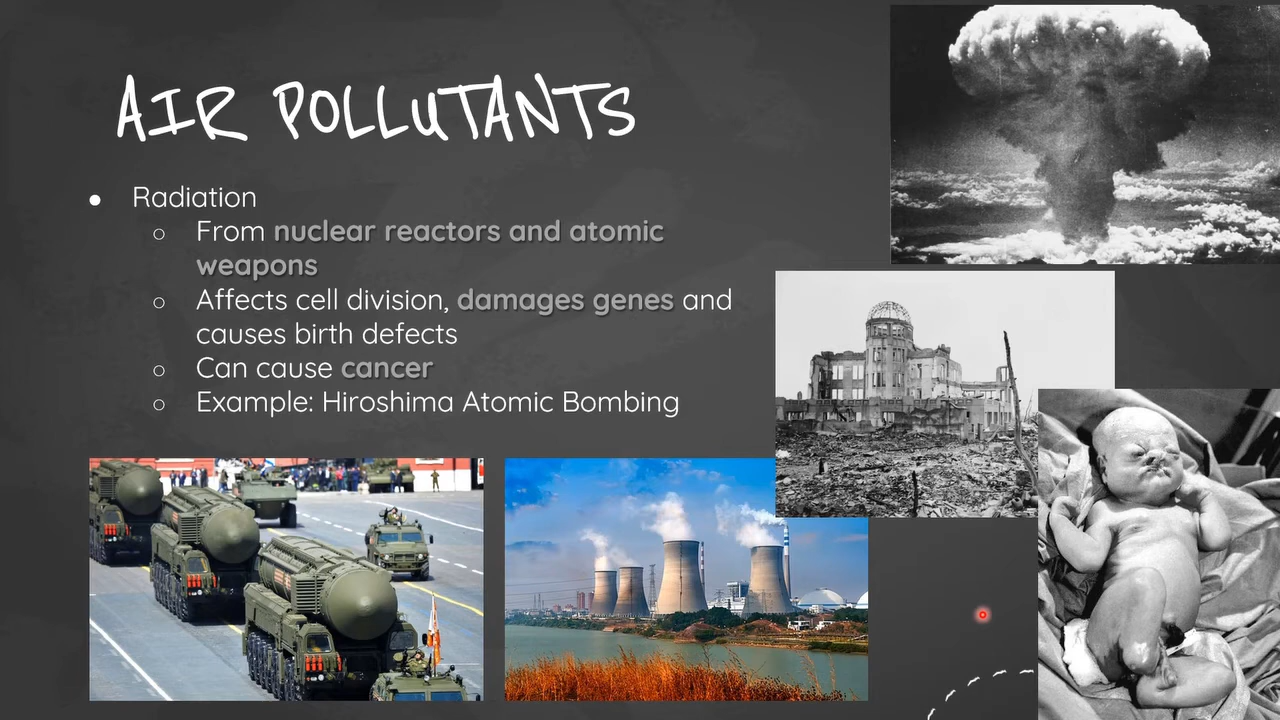 AIR POLLUTANTS
Radiation
From nuclear reactors and atomic
weapons
Affects cell division, damages genes and
causes birth defects
Can cause cancer
Example: Hiroshima Atomic Bombing